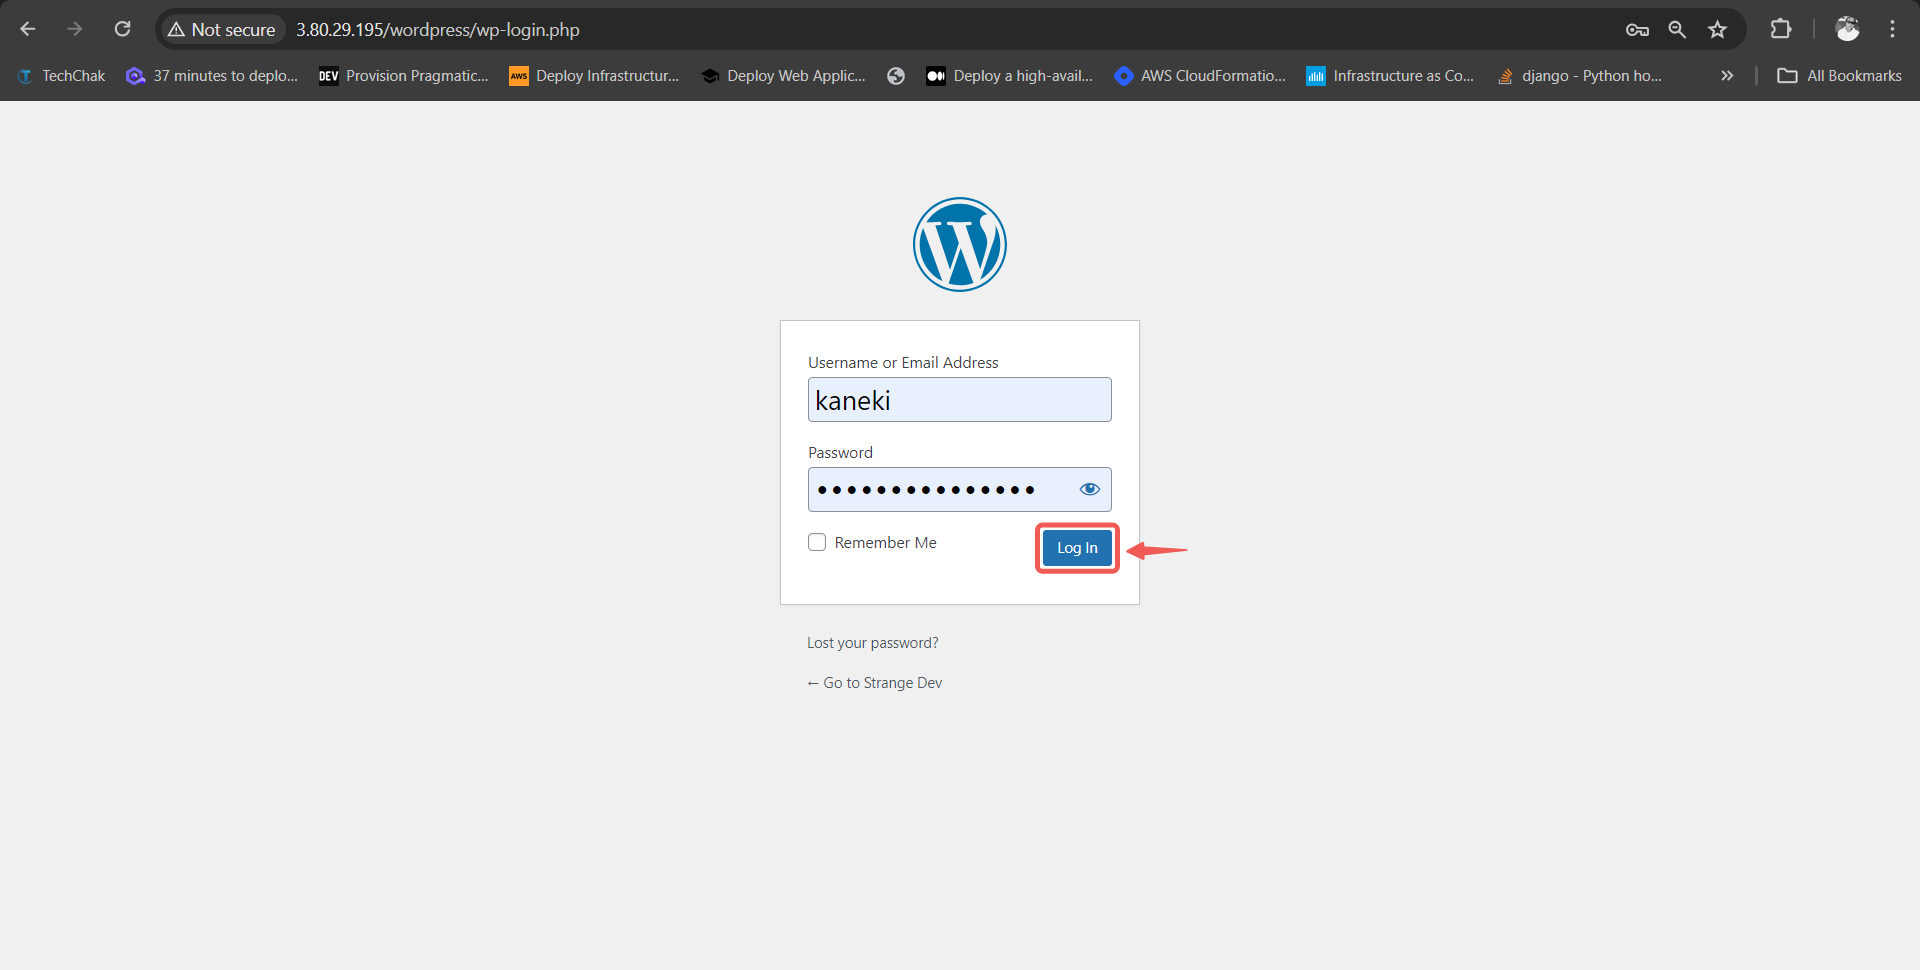 Not secure 3.80.29.195/wordpress/wp-login.php
TechChak 37 minutes to deplo... DEV Provision Pragmatic... AWS Deploy Infrastructur... Deploy Web Applic... Deploy a high-avail... AWS CloudFormatio... Infrastructure as Co... django - Python ho... » All Bookmarks
Username or Email Address
kaneki
Password
Remember Me
Log In
Lost your password?
← Go to Strange Dev